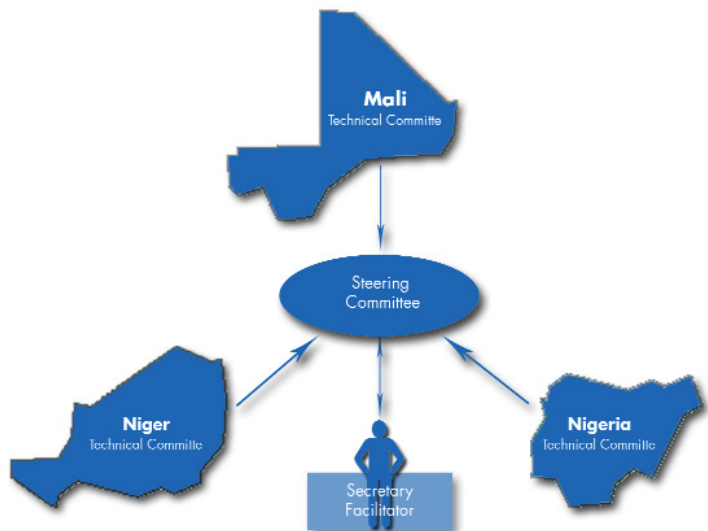 Mali
Technical Committe
Steering
Committee
Niger
Technical Committe
Nigeria
Technical Committe
Secretary
Facilitator